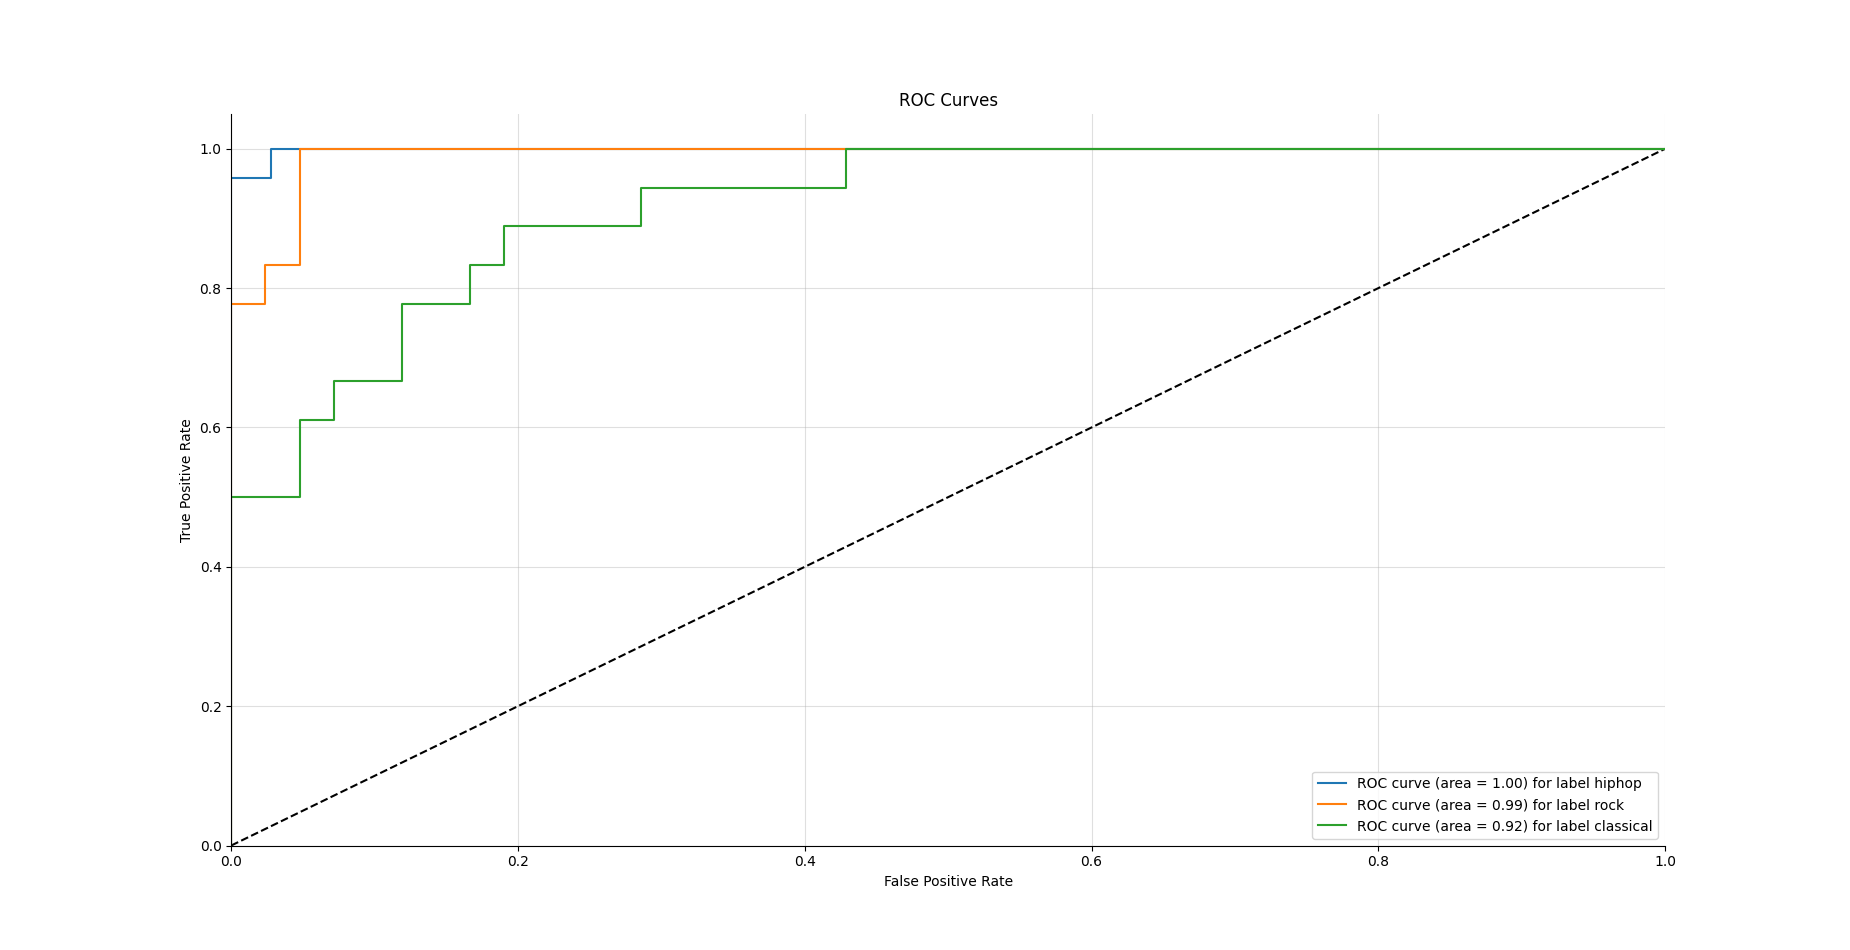 ROC Curves
1.0
0.8
0.6
0.4
0.2
0.0
True Positive Rate
0.0 0.2 0.4 0.6 0.8 1.0
False Positive Rate
ROC curve (area = 1.00) for label hiphop
ROC curve (area = 0.99) for label rock
ROC curve (area = 0.92) for label classical